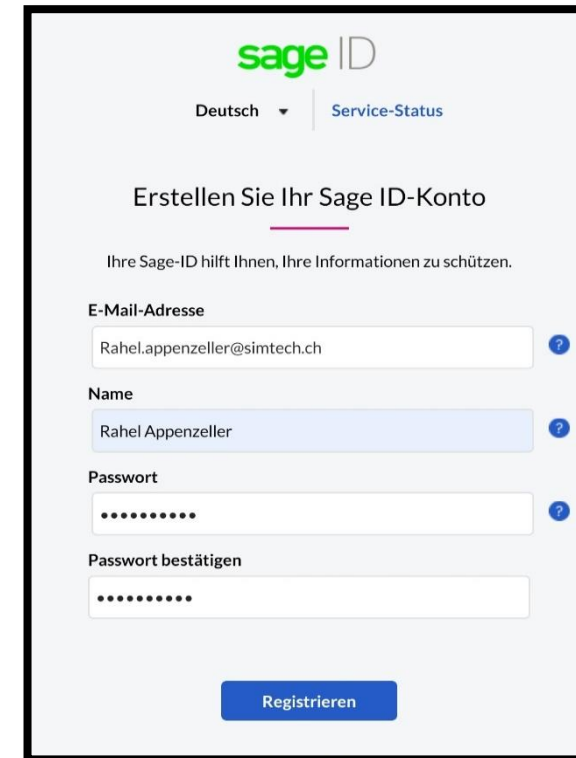 sage ID
Deutsch Service-Status
Erstellen Sie Ihr Sage ID-Konto
Ihre Sage-ID hilft Ihnen, Ihre Informationen zu schützen.
E-Mail-Adresse
Rahel.appenzeller@simtech.ch
?
Name
Rahel Appenzeller
?
Passwort
••••••••••
?
Passwort bestätigen
••••••••••
Registrieren